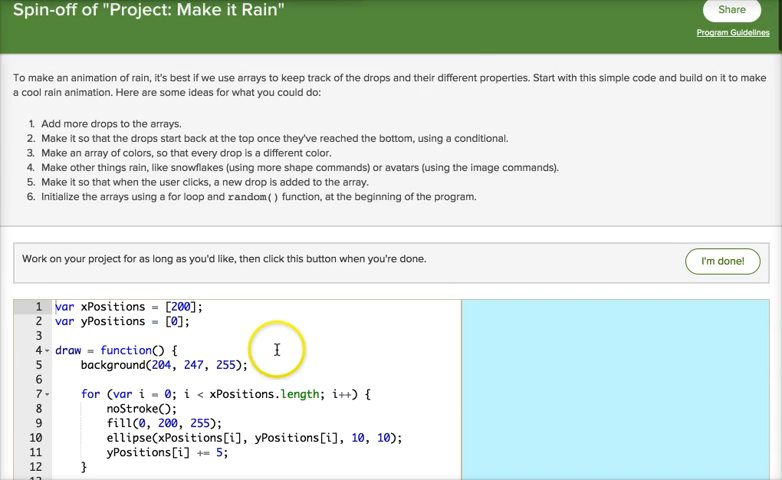 Spin-off of "Project: Make it Rain"
Share
Program Guidelines
To make an animation of rain, it's best if we use arrays to keep track of the drops and their different properties. Start with this simple code and build on it to make
a cool rain animation. Here are some ideas for what you could do:
1. Add more drops to the arrays.
2. Make it so that the drops start back at the top once they've reached the bottom, using a conditional.
3. Make an array of colors, so that every drop is a different color.
4. Make other things rain, like snowflakes (using more shape commands) or avatars (using the image commands).
5. Make it so that when the user clicks, a new drop is added to the array.
6. Initialize the arrays using a for loop and random() function, at the beginning of the program.
Work on your project for as long as you'd like, then click this button when you're done.
I'm done!
1 var xPositions = [200];
2 var yPositions = [0];
3
4 draw = function() {
5 background(204, 247, 255);
6
7 for (var i = 0; i < xPositions.length; i++) {
8 noStroke();
9 fill(0, 200, 255);
10 ellipse(xPositions[i], yPositions[i], 10, 10);
11 yPositions[i] += 5;
12 }